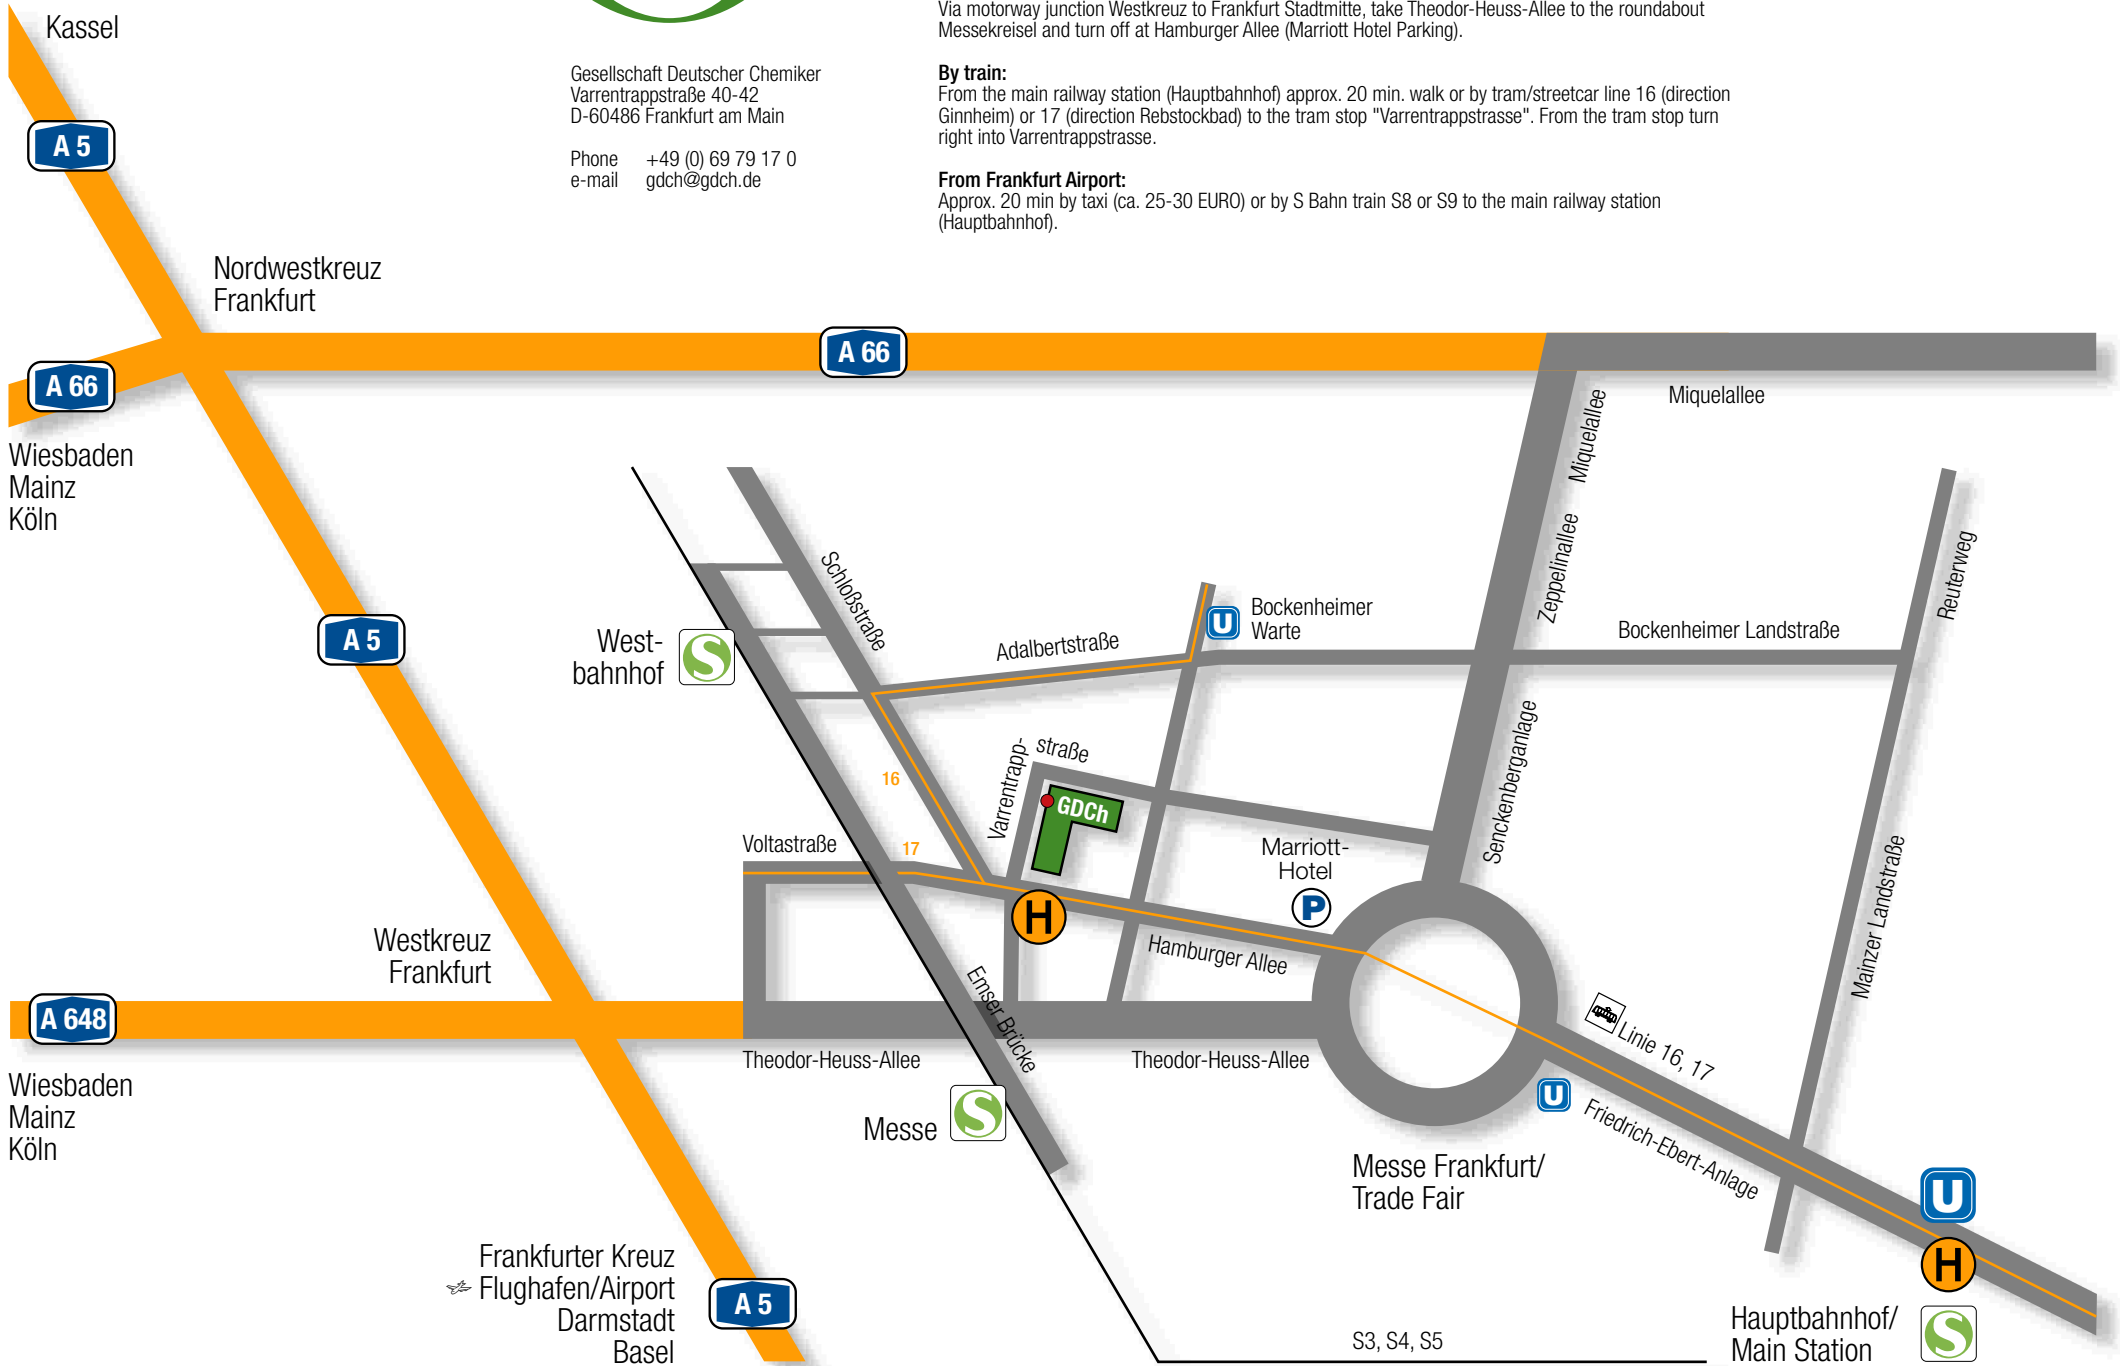 Via motorway junction Westkreuz to Frankfurt Stadtmitte, take Theodor-Heuss-Allee to the roundabout
Messekreisel and turn off at Hamburger Allee (Marriott Hotel Parking).
Kassel
Gesellschaft Deutscher Chemiker
Varrentrappstraße 40-42
D-60486 Frankfurt am Main
Phone +49 (0) 69 79 17 0
e-mail gdch@gdch.de
By train:
From the main railway station (Hauptbahnhof) approx. 20 min. walk or by tram/streetcar line 16 (direction
Ginnheim) or 17 (direction Rebstockbad) to the tram stop "Varrentrappstrasse". From the tram stop turn
right into Varrentrappstrasse.
From Frankfurt Airport:
Approx. 20 min by taxi (ca. 25-30 EURO) or by S Bahn train S8 or S9 to the main railway station
(Hauptbahnhof).
A 5
Nordwestkreuz
Frankfurt
A 66
A 66
Miquelallee
Miquelallee
Wiesbaden
Mainz
Köln
Zeppelinallee
Reuterweg
Schloßstraße
A 5
West-
bahnhof
S
Adalbertstraße
U
Bockenheimer
Warte
Bockenheimer Landstraße
Senckenberganlage
Varrentrapp-
straße
16
GDCh
Voltastraße
17
Marriott-
Hotel
P
Mainzer Landstraße
H
Hamburger Allee
Westkreuz
Frankfurt
Emser Brücke
A 648
Linie 16, 17
Theodor-Heuss-Allee
Theodor-Heuss-Allee
Wiesbaden
Mainz
Köln
Messe
S
U
Friedrich-Ebert-Anlage
Messe Frankfurt/
Trade Fair
U
H
Frankfurter Kreuz
Flughafen/Airport
Darmstadt
Basel
A 5
S3, S4, S5
Hauptbahnhof/
Main Station
S